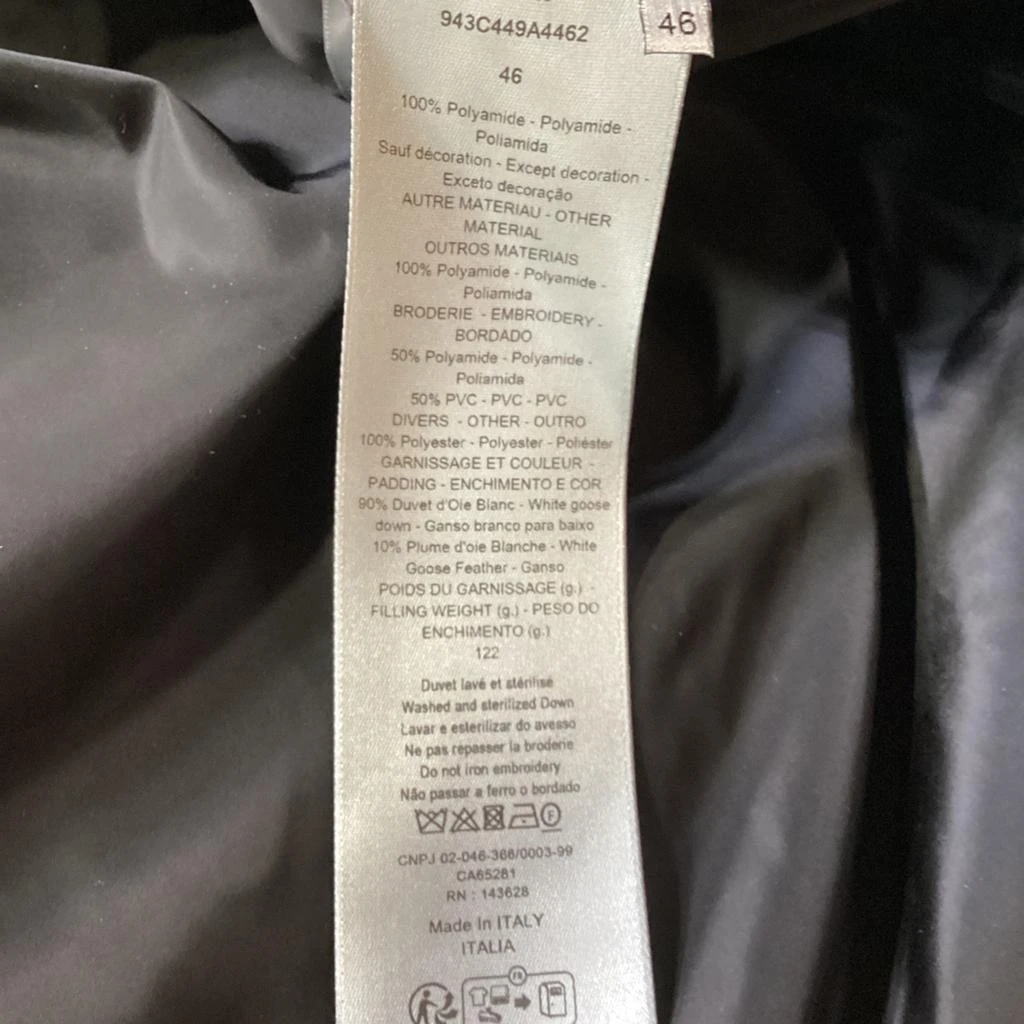 943C449A4462
46
46
100% Polyamide - Polyamide -
Poliamida
Sauf décoration - Except decoration -
Exceto decoração
AUTRE MATERIAU - OTHER
MATERIAL
OUTROS MATERIAIS
100% Polyamide - Polyamide -
Poliamida
BRODERIE - EMBROIDERY -
BORDADO
50% Polyamide - Polyamide -
Poliamida
50% PVC - PVC - PVC
DIVERS - OTHER - OUTRO
100% Polyester - Polyester - Poliéster
GARNISSAGE ET COULEUR -
PADDING - ENCHIMENTO E COR
90% Duvet d'Oie Blanc - White goose
down - Ganso branco para baixo
10% Plume d'oie Blanche - White
Goose Feather - Ganso
POIDS DU GARNISSAGE (g.) -
FILLING WEIGHT (g.) - PESO DO
ENCHIMENTO (g.)
122
Duvet lavé et stérilisé
Washed and sterilized Down
Lavar e esterilizar do avesso
Ne pas repasser la broderie
Do not iron embroidery
Não passar a ferro o bordado
F
CNPJ 02-046-366/0003-99
CA65281
RN : 143628
Made In ITALY
ITALIA
FR